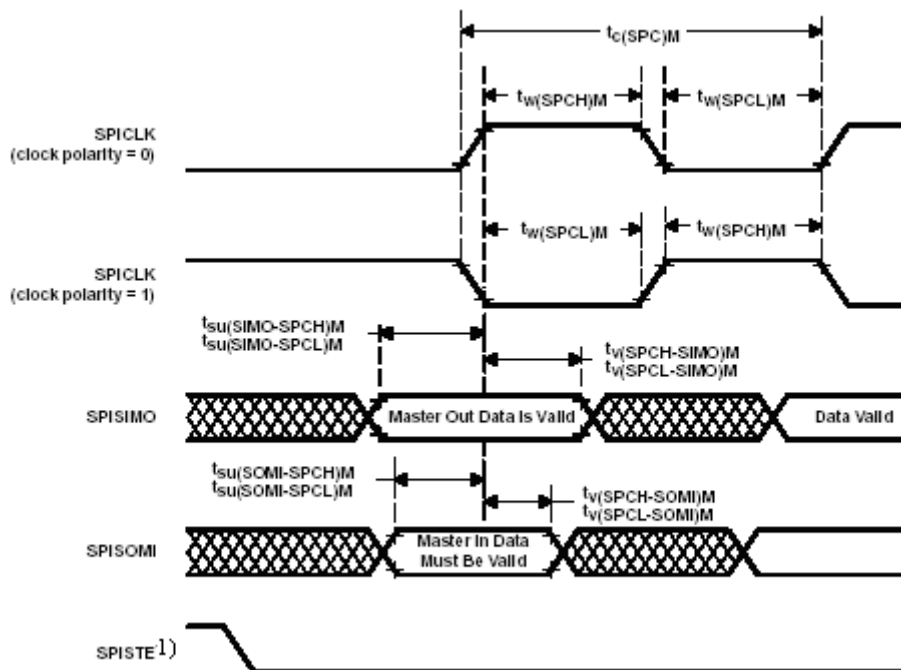 tc(SPC)M
tw(SPCH)M
tw(SPCL)M
SPICLK
(clock polarity = 0)
tw(SPCL)M
tw(SPCH)M
SPICLK
(clock polarity = 1)
tsu(SIMO-SPCH)M
tsu(SIMO-SPCL)M
tv(SPCH-SIMO)M
tv(SPCL-SIMO)M
SPISIMO
Master Out Data Is Valid
Data Valid
tsu(SOMI-SPCH)M
tsu(SOMI-SPCL)M
tv(SPCH-SOMI)M
tv(SPCL-SOMI)M
SPISOMI
Master In Data
Must Be Valid
SPISTE1)